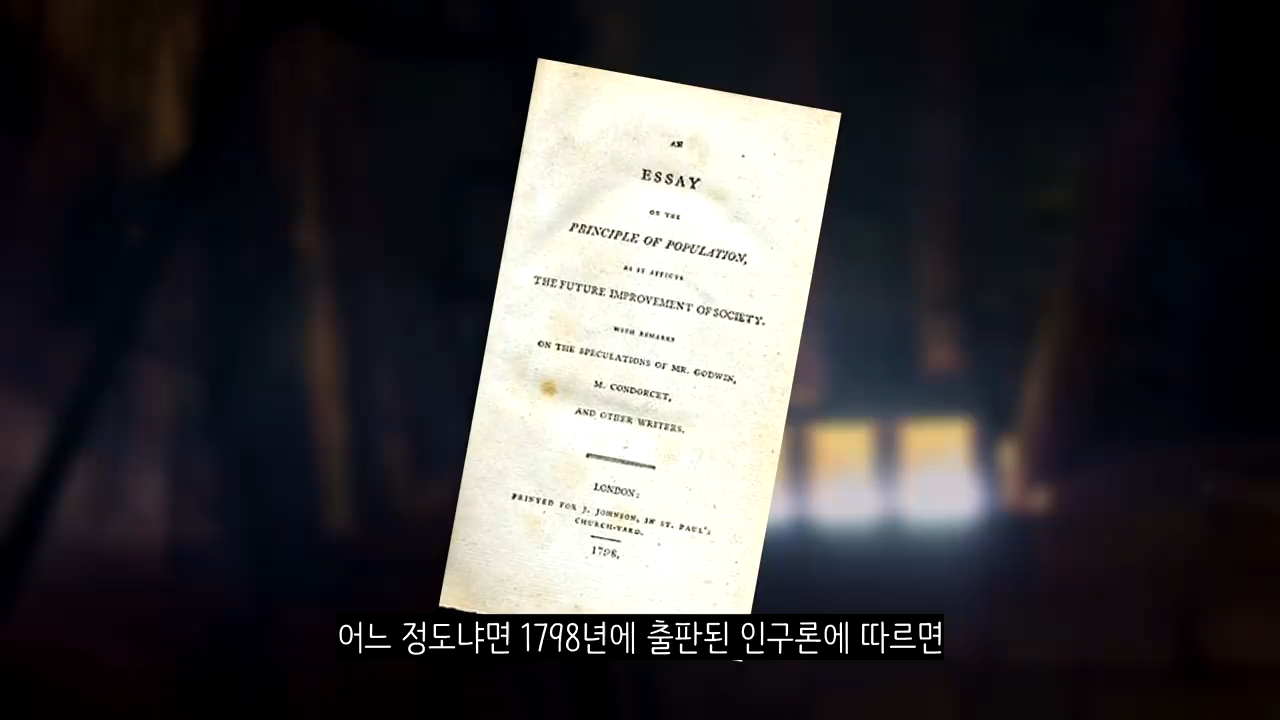 AN
ESSAY
ON THE
PRINCIPLE OF POPULATION,
AS IT AFFECTS
THE FUTURE IMPROVEMENT OF SOCIETY.
WITH REMARKS
ON THE SPECULATIONS OF MR. GODWIN,
M. CONDORCET,
AND OTHER WRITERS.
LONDON:
PRINTED FOR J. JOHNSON, IN ST. PAUL'S
CHURCH-YARD.
1798.
어느 정도냐면 1798년에 출판된 인구론에 따르면